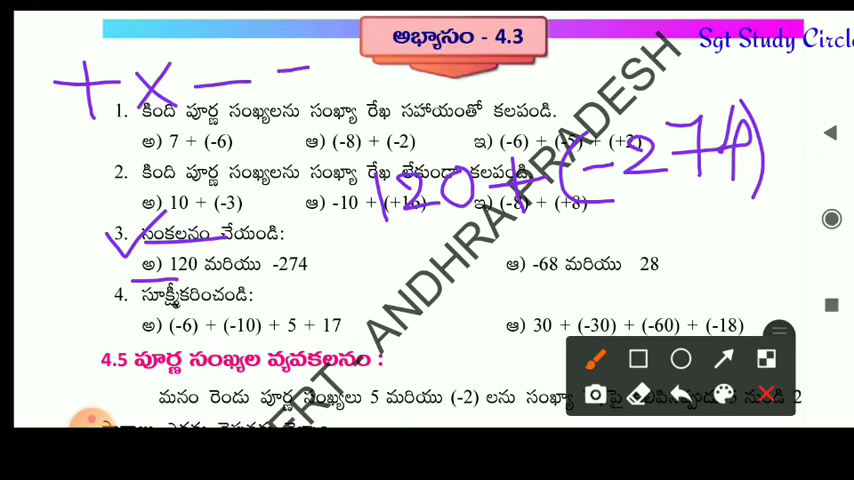 అభ్యాసం - 4.3
Sgt Study Circle
+ × - -
1. కింది పూర్ణ సంఖ్యలను సంఖ్యా రేఖ సహాయంతో కలపండి.
అ) 7 + (-6) ఆ) (-8) + (-2) ఇ) (-6) + (-5) + (+2)
2. కింది పూర్ణ సంఖ్యలను సంఖ్యా రేఖ లేకుండా కలపండి.
120 + (-274)
అ) 10 + (-3) ఆ) -10 + (+16) ఇ) (-8) + (+8)
3. సంకలనం చేయండి:
అ) 120 మరియు -274 ఆ) -68 మరియు 28
4. సూక్ష్మీకరించండి:
అ) (-6) + (-10) + 5 + 17 ఆ) 30 + (-30) + (-60) + (-18)
4.5 పూర్ణ సంఖ్యల వ్యవకలనం :
మనం రెండు పూర్ణ సంఖ్యలు 5 మరియు (-2) లను సంఖ్యా 2
ERT, ANDHRA PRADESH